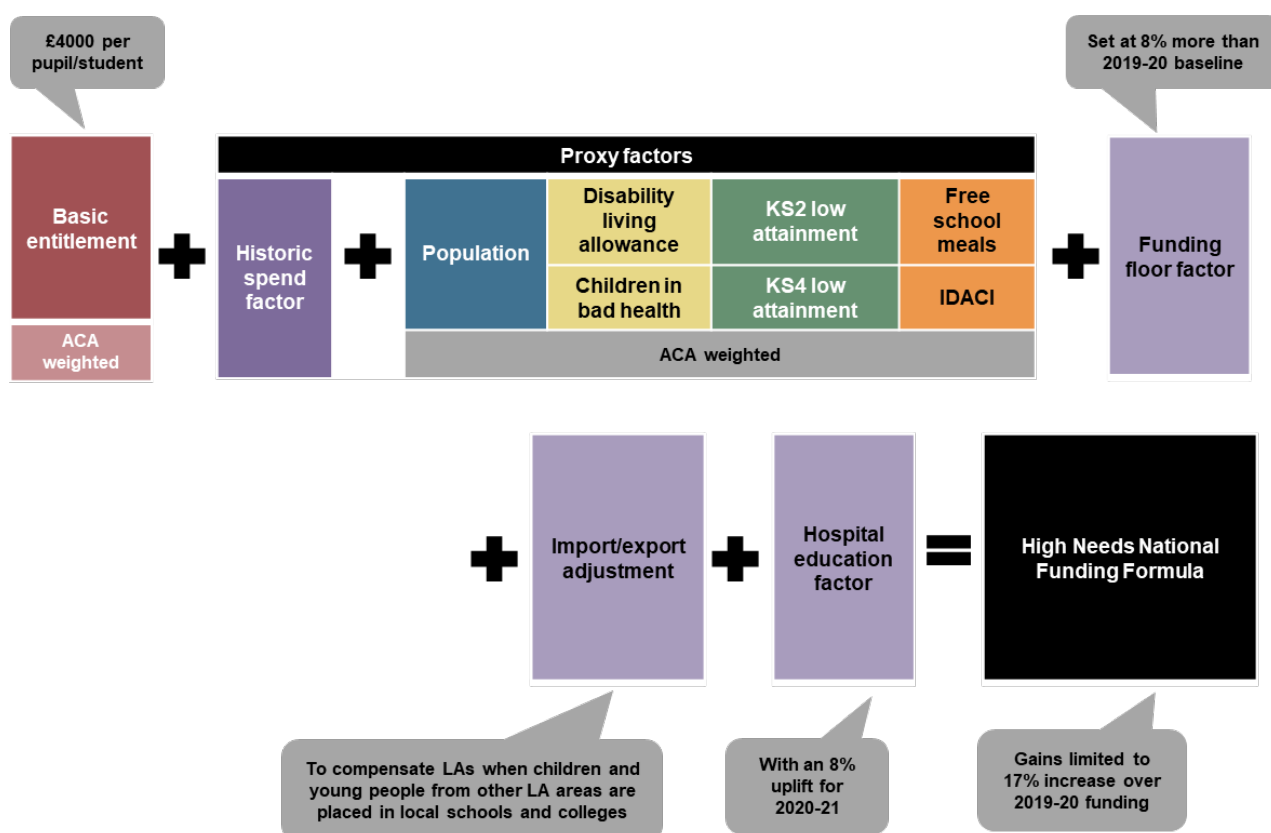 £4000 per
pupil/student
Set at 8% more than
2019-20 baseline
Basic
entitlement
ACA
weighted
Proxy factors
Historic
spend
factor
Population
Disability
living
allowance
KS2 low
attainment
Free
school
meals
Children in
bad health
KS4 low
attainment
IDACI
ACA weighted
Funding
floor factor
Import/export
adjustment
Hospital
education
factor
High Needs National
Funding Formula
To compensate LAs when children and
young people from other LA areas are
placed in local schools and colleges
With an 8%
uplift for
2020-21
Gains limited to
17% increase over
2019-20 funding